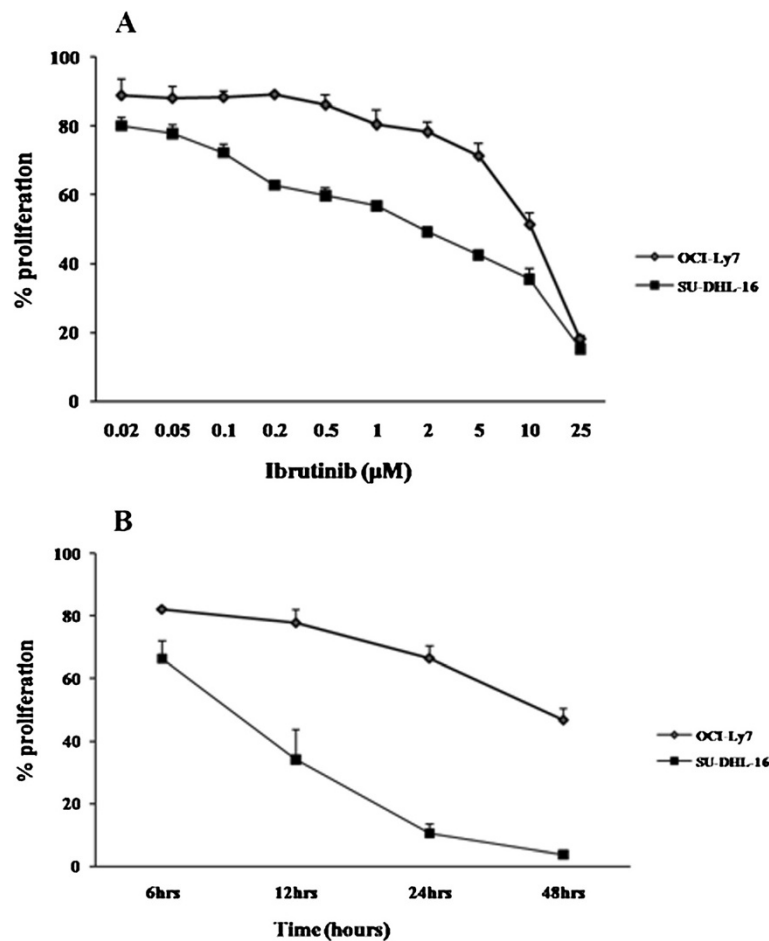 A
% proliferation
100
80
60
40
20
0
0.02 0.05 0.1 0.2 0.5 1 2 5 10 25
Ibrutinib (µM)
OCI-Ly7
SU-DHL-16
B
% proliferation
100
80
60
40
20
0
6hrs 12hrs 24hrs 48hrs
Time (hours)
OCI-Ly7
SU-DHL-16